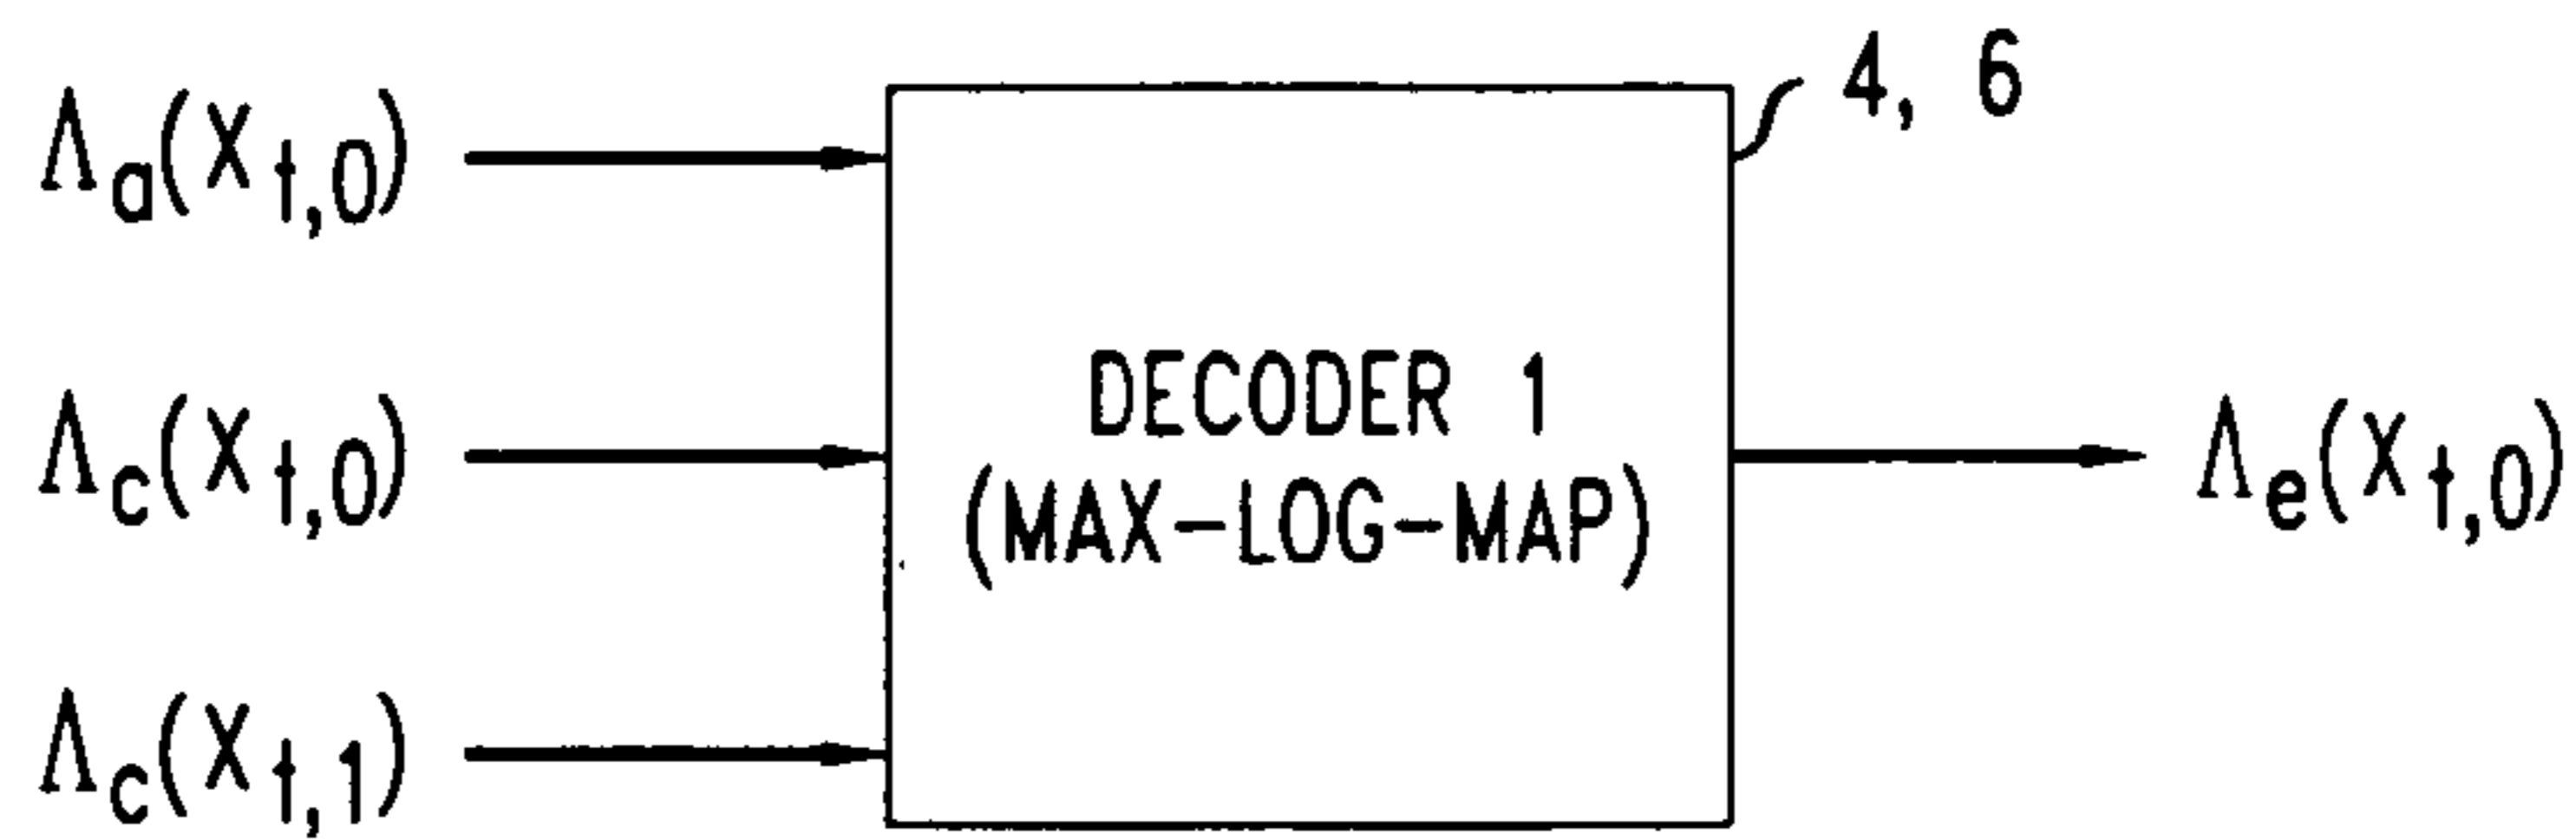 Λa(Xt,0)
Λc(Xt,0)
Λc(Xt,1)
DECODER 1
(MAX-LOG-MAP)
4, 6
Λe(Xt,0)